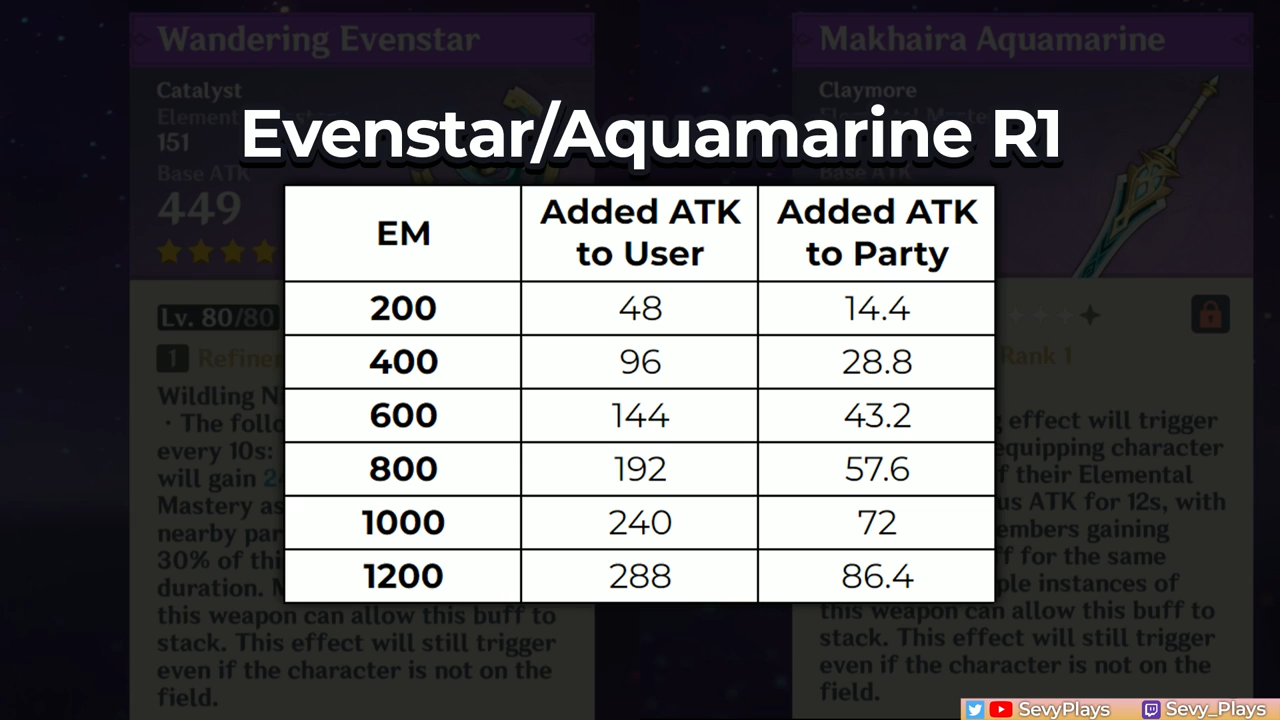 Wandering Evenstar
Makhaira Aquamarine
Catalyst
Claymore
151
Base ATK
Base ATK
449
Evenstar/Aquamarine R1
EM
Added ATK
to User
Added ATK
to Party
200 48 14.4
400 96 28.8
600 144 43.2
800 192 57.6
1000 240 72
1200 288 86.4
Lv. 80/80
1
Rank 1
Wildling
· The
every 10s:
will gain
Mastery as
nearby
30% of
duration.
this weapon can allow this buff to
stack. This effect will still trigger
even if the character is not on the
field.
effect will trigger
equipping character
their Elemental
ATK for 12s, with
gaining
for the same
instances of
this weapon can allow this buff to
stack. This effect will still trigger
even if the character is not on the
field.
SevyPlays
Sevy_Plays